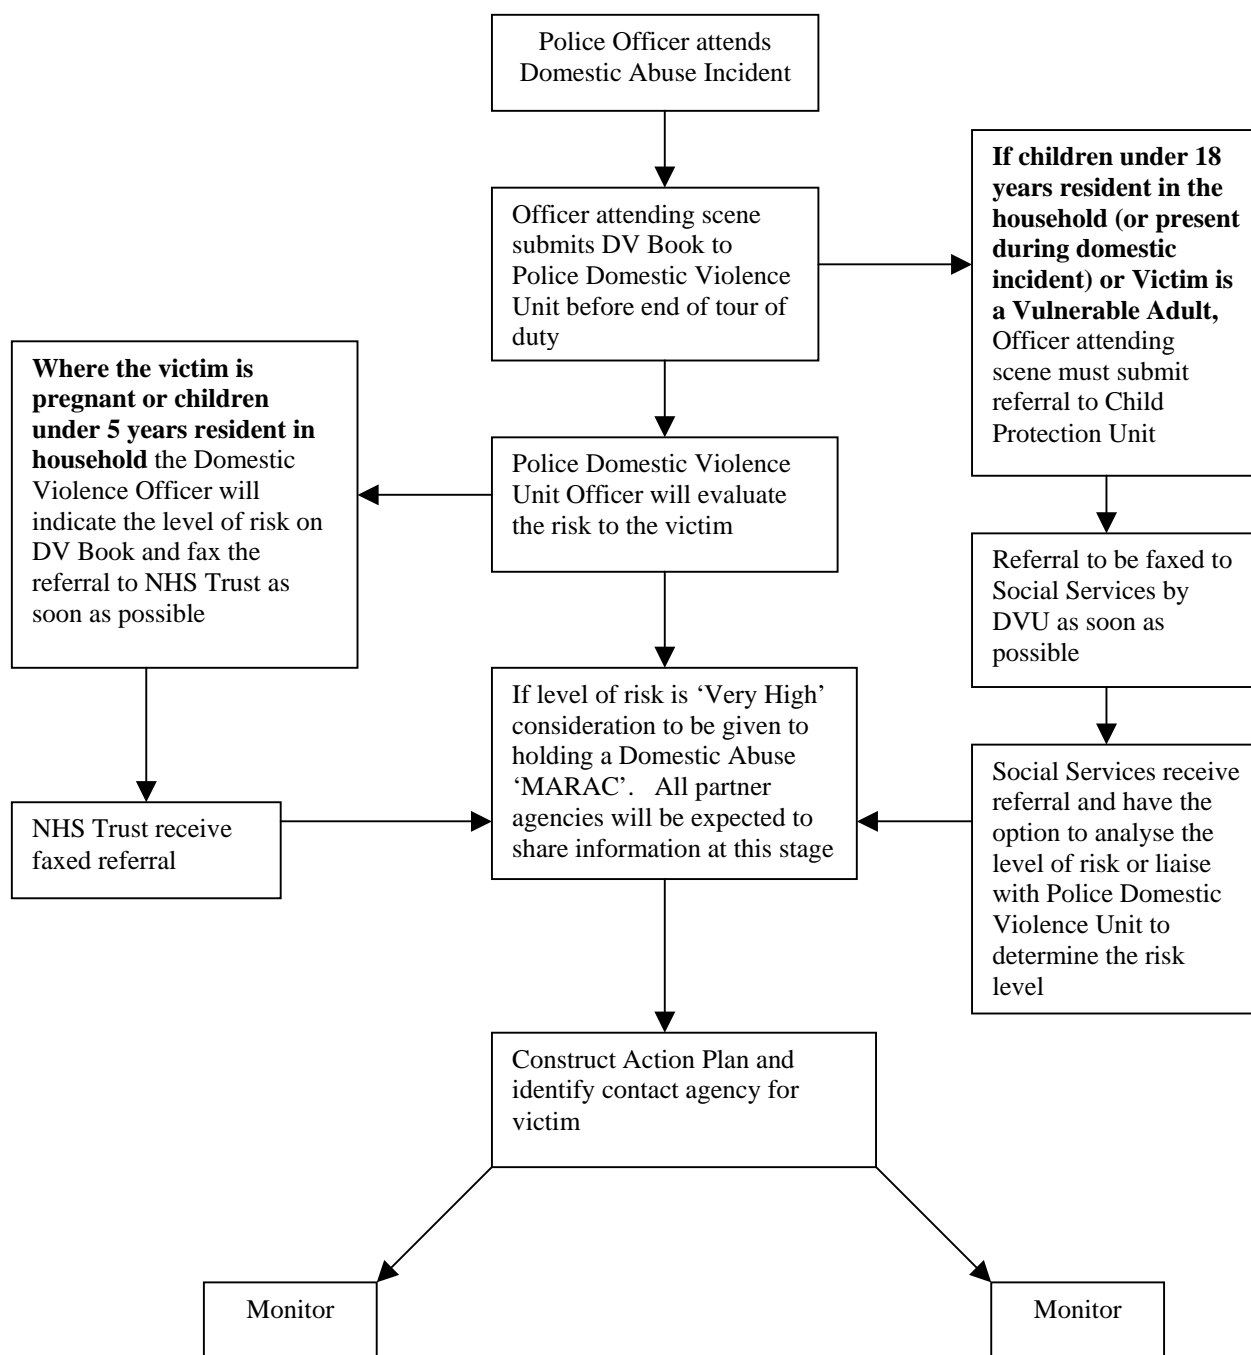 Police Officer attends
Domestic Abuse Incident
If children under 18
years resident in the
household (or present
during domestic
incident) or Victim is
a Vulnerable Adult,
Officer attending
scene must submit
referral to Child
Protection Unit
Officer attending scene
submits DV Book to
Police Domestic Violence
Unit before end of tour of
duty
Where the victim is
pregnant or children
under 5 years resident in
household the Domestic
Violence Officer will
indicate the level of risk on
DV Book and fax the
referral to NHS Trust as
soon as possible
Police Domestic Violence
Unit Officer will evaluate
the risk to the victim
Referral to be faxed to
Social Services by
DVU as soon as
possible
If level of risk is ‘Very High’
consideration to be given to
holding a Domestic Abuse
‘MARAC’.   All partner
agencies will be expected to
share information at this stage
NHS Trust receive
faxed referral
Social Services receive
referral and have the
option to analyse the
level of risk or liaise
with Police Domestic
Violence Unit to
determine the risk
level
Construct Action Plan and
identify contact agency for
victim
Monitor
Monitor